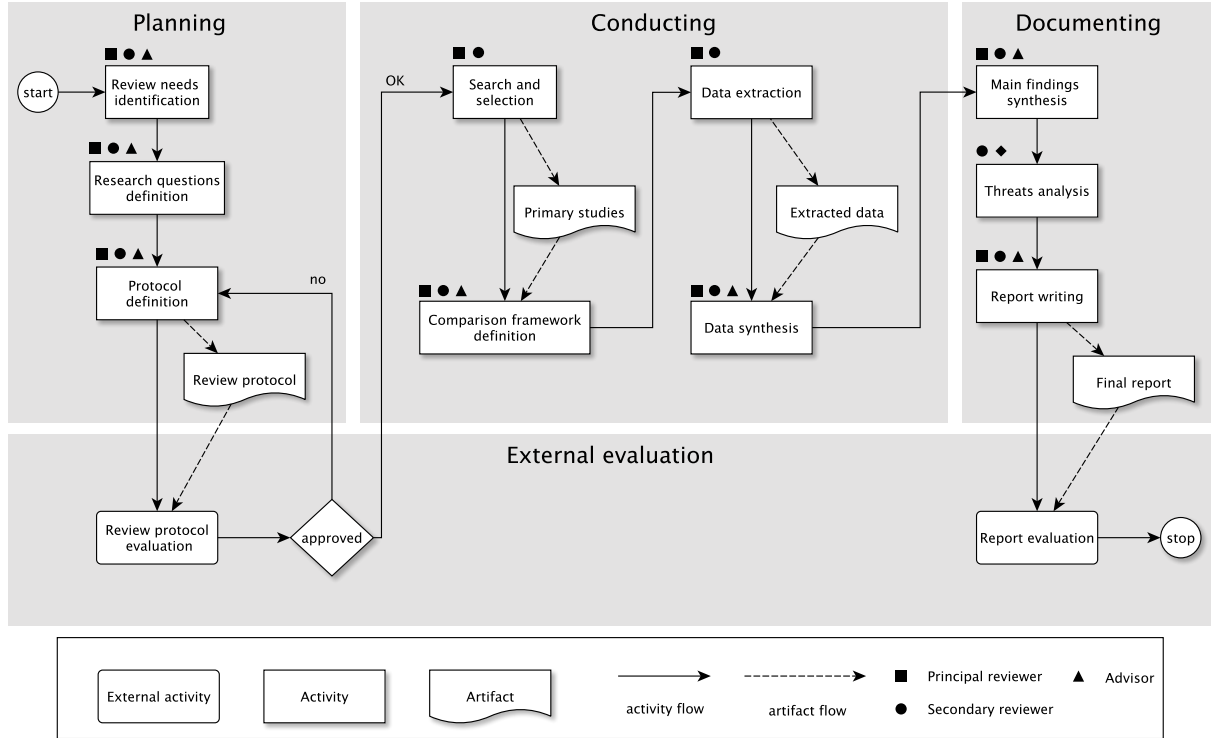 Planning
Conducting
Documenting
start
Review needs
identification
Research questions
definition
Protocol
definition
no
Review protocol
OK
Search and
selection
Primary studies
Comparison framework
definition
Data extraction
Extracted data
Data synthesis
Main findings
synthesis
Threats analysis
Report writing
Final report
External evaluation
Review protocol
evaluation
approved
Report evaluation
stop
External activity
Activity
Artifact
activity flow
artifact flow
Principal reviewer
Advisor
Secondary reviewer